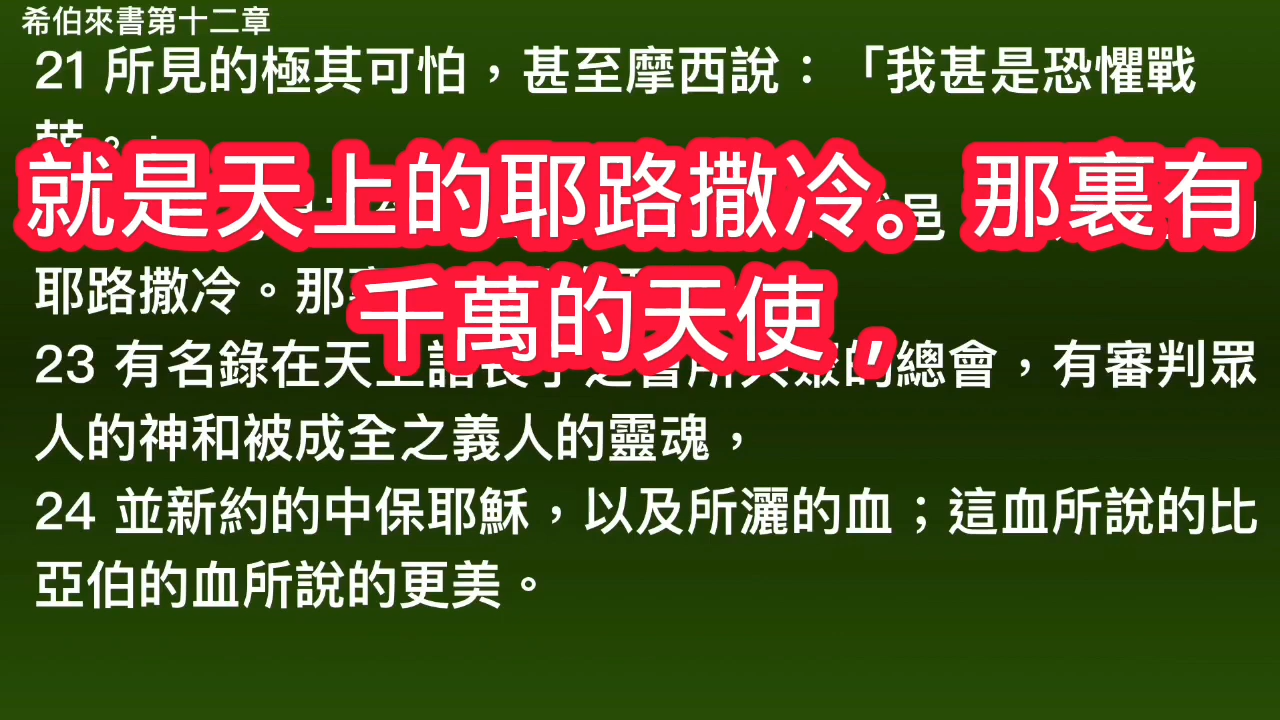 希伯來書第十二章
21 所見的極其可怕，甚至摩西說：「我甚是恐懼戰
就是天上的耶路撒冷。那裏有
千萬的天使，
邑
耶路撒冷。那裏
23 有名錄在天上諸長子之會所共聚的總會，有審判眾
人的神和被成全之義人的靈魂，
24 並新約的中保耶穌，以及所灑的血；這血所說的比
亞伯的血所說的更美。